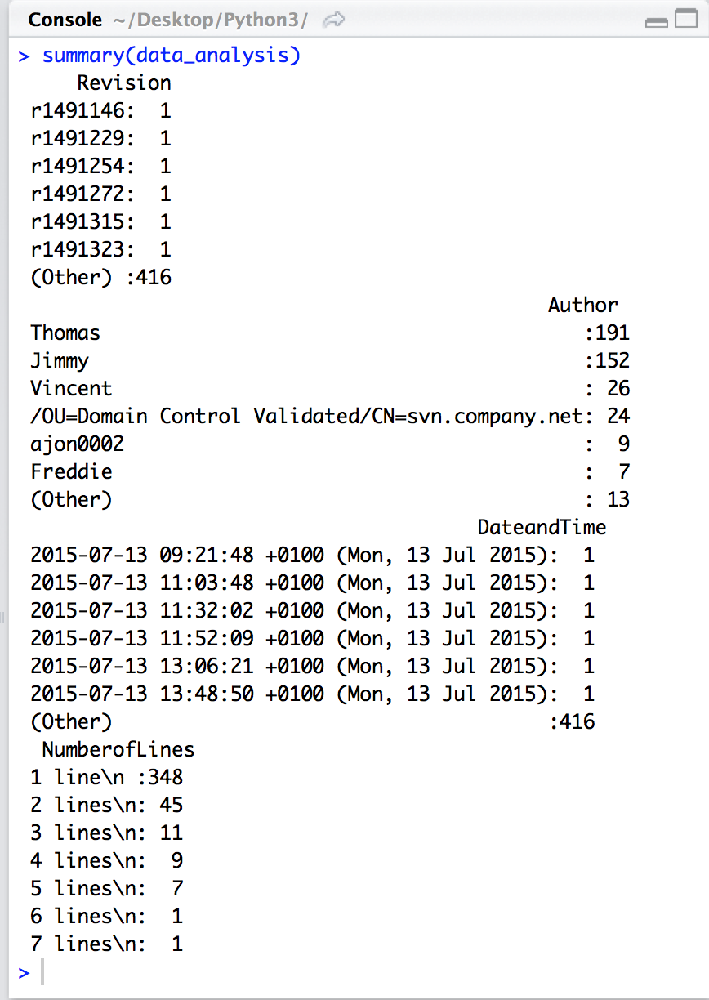 Console ~/Desktop/Python3/
> summary(data_analysis)
    Revision
r1491146:  1
r1491229:  1
r1491254:  1
r1491272:  1
r1491315:  1
r1491323:  1
(Other) :416
                                            Author
Thomas                                         :191
Jimmy                                          :152
Vincent                                        : 26
/OU=Domain Control Validated/CN=svn.company.net: 24
ajon0002                                       :  9
Freddie                                        :  7
(Other)                                        : 13
                                      DateandTime
2015-07-13 09:21:48 +0100 (Mon, 13 Jul 2015):  1
2015-07-13 11:03:48 +0100 (Mon, 13 Jul 2015):  1
2015-07-13 11:32:02 +0100 (Mon, 13 Jul 2015):  1
2015-07-13 11:52:09 +0100 (Mon, 13 Jul 2015):  1
2015-07-13 13:06:21 +0100 (Mon, 13 Jul 2015):  1
2015-07-13 13:48:50 +0100 (Mon, 13 Jul 2015):  1
(Other)                                     :416
 NumberofLines
1 line\n :348
2 lines\n: 45
3 lines\n: 11
4 lines\n:  9
5 lines\n:  7
6 lines\n:  1
7 lines\n:  1
>